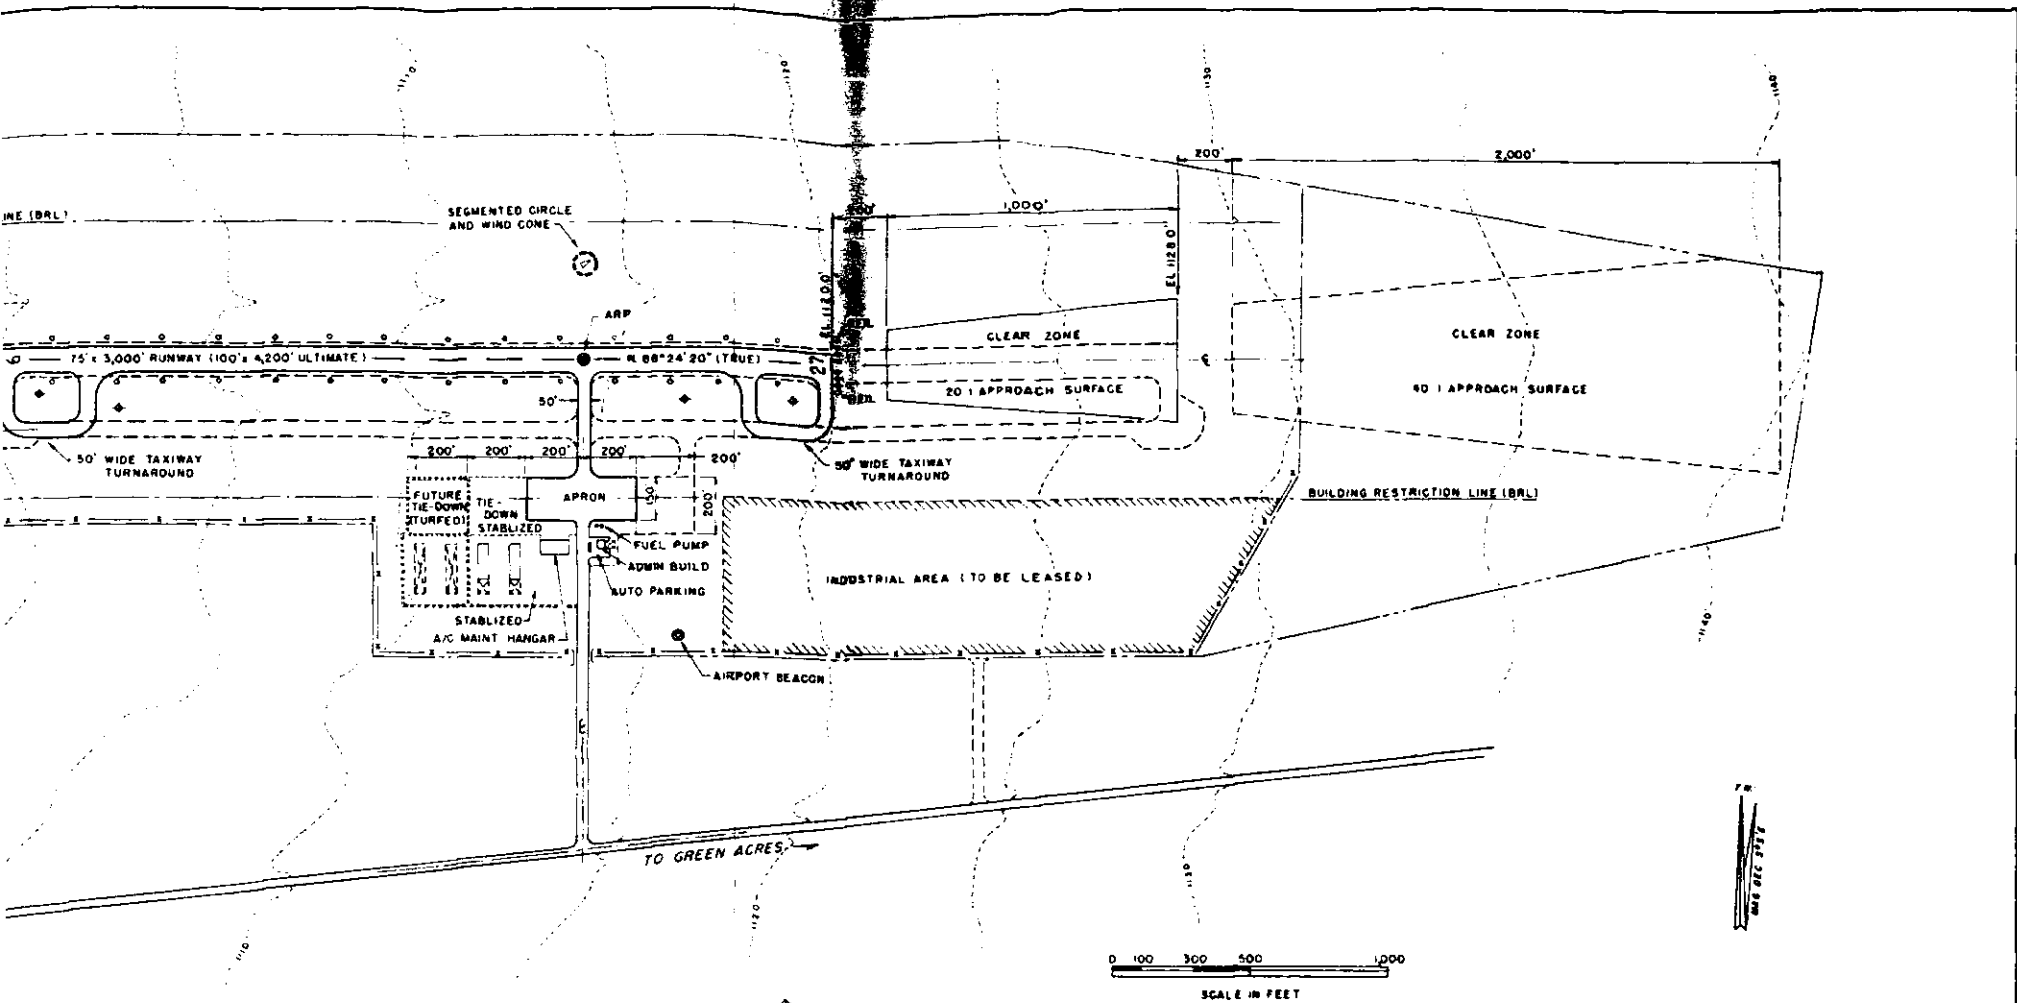 1110
1120
1130
1140
200'
2,000'
INE (BRL)
SEGMENTED CIRCLE
AND WIND CONE
1,000'
EL 1120.0'
EL 1128.0'
ARP
CLEAR ZONE
CLEAR ZONE
75' x 3,000' RUNWAY (100' x 4,200' ULTIMATE)
N. 88° 24' 20" (TRUE)
27
20:1 APPROACH SURFACE
40:1 APPROACH SURFACE
50'
50' WIDE TAXIWAY
TURNAROUND
200'
200'
200'
200'
200'
50' WIDE TAXIWAY
TURNAROUND
FUTURE
TIE-DOWN
(TURFED)
TIE-
DOWN
STABLIZED
APRON
150'
200'
BUILDING RESTRICTION LINE (BRL)
FUEL PUMP
ADMIN BUILD
AUTO PARKING
INDUSTRIAL AREA (TO BE LEASED)
STABLIZED
A/C MAINT HANGAR
1140
AIRPORT BEACON
TO GREEN ACRES
1110
1120
1130
0 100 300 500 1,000
SCALE IN FEET